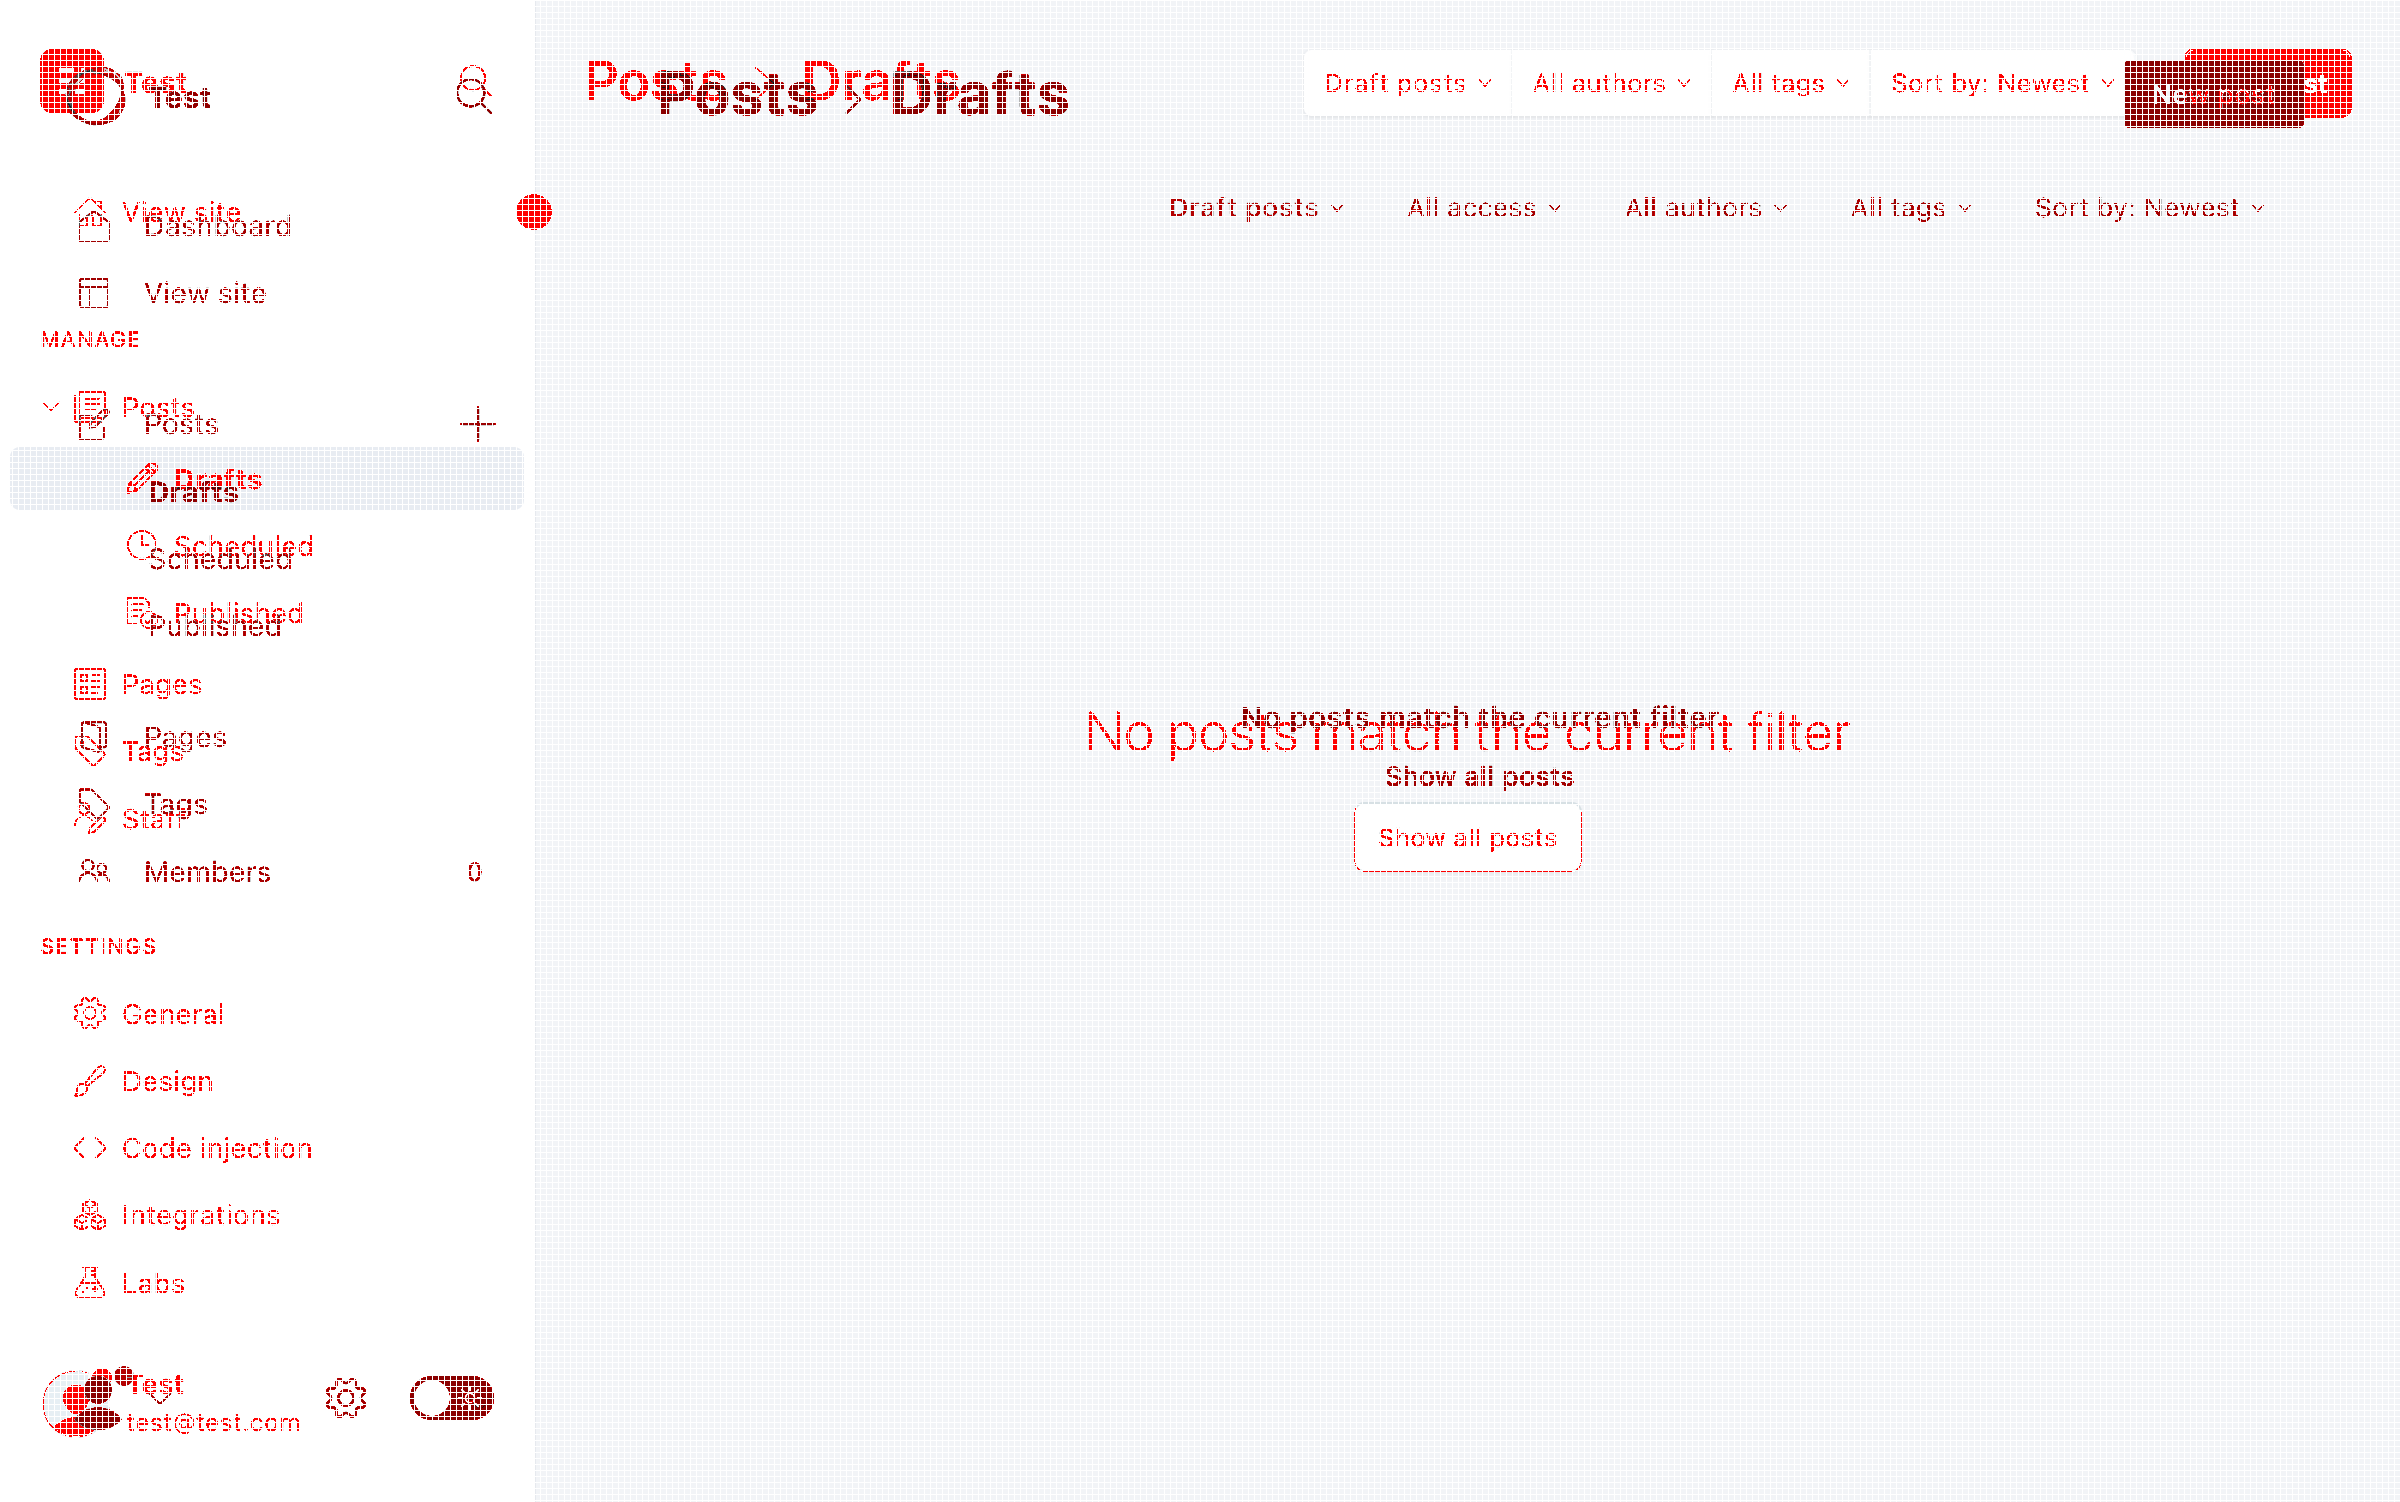 Test
Test
Posts › Drafts
Posts › Drafts
Draft posts
All authors
All tags
Sort by: Newest
st
New post
View site
Dashboard
Draft posts
All access
All authors
All tags
Sort by: Newest
View site
MANAGE
Posts
Posts
Drafts
Drafts
Scheduled
Scheduled
Published
Published
Pages
No posts match the current filter
No posts match the current filter
Pages
Tags
Show all posts
Tags
Staff
Show all posts
Members
0
SETTINGS
General
Design
Code injection
Integrations
Labs
Test
test@test.com